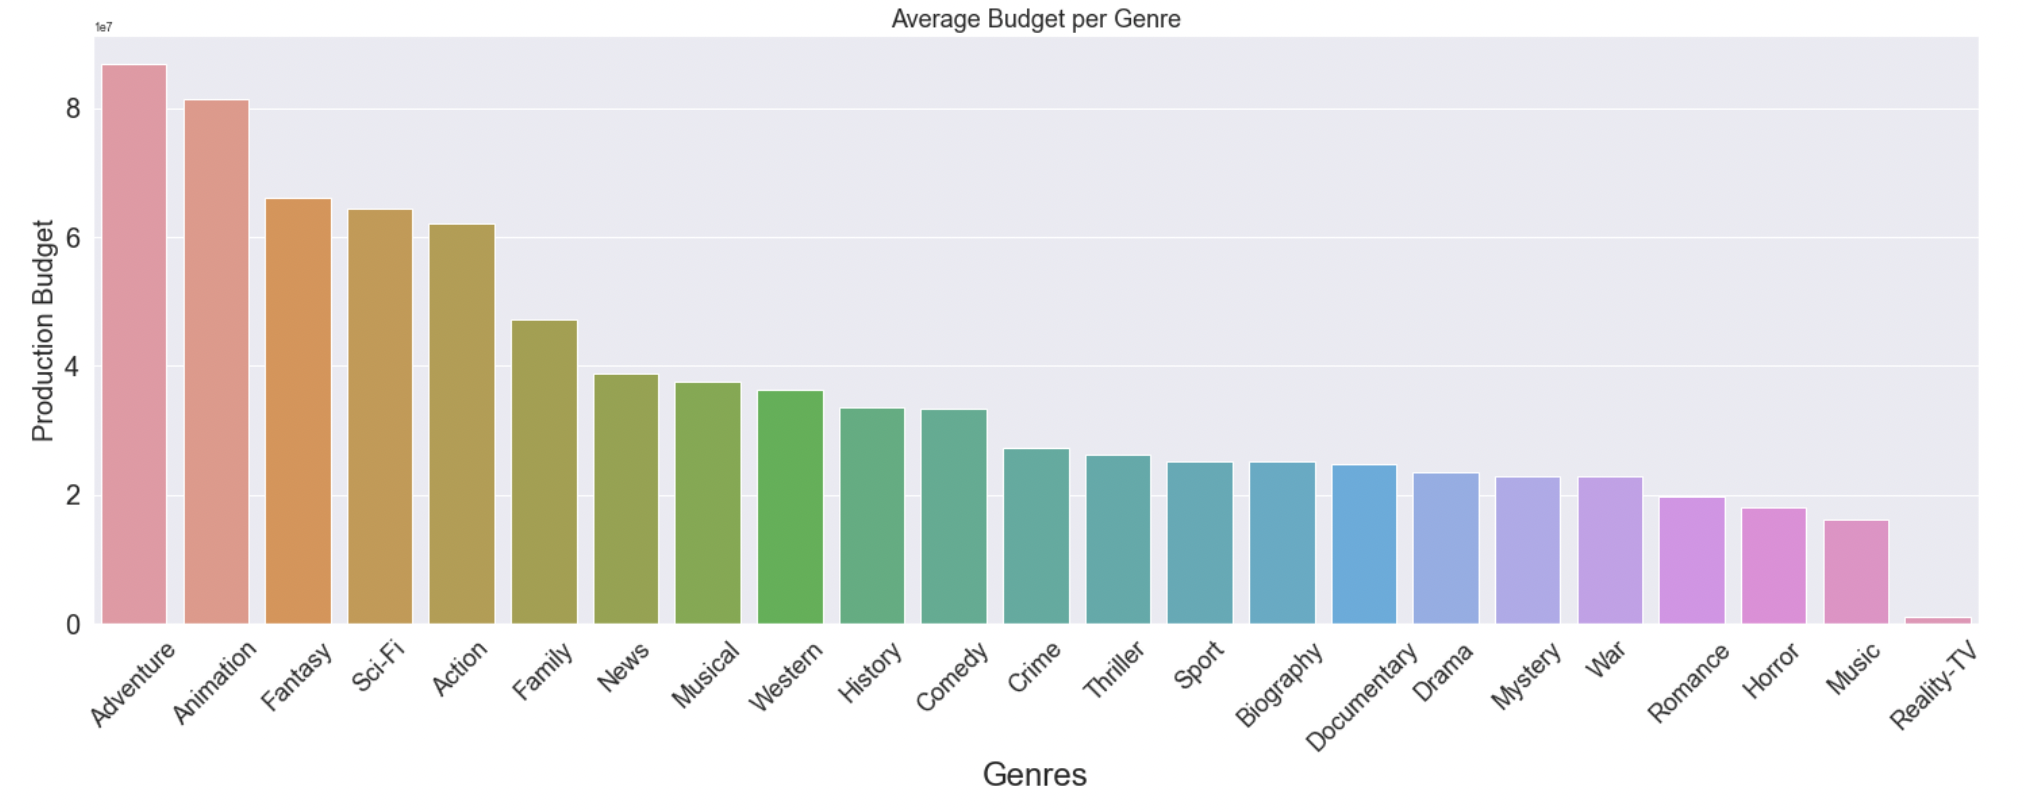 Average Budget per Genre
1e7
8
6
4
2
0
Production Budget
Adventure
Animation
Fantasy
Sci-Fi
Action
Family
News
Musical
Western
History
Comedy
Crime
Thriller
Sport
Biography
Documentary
Drama
Mystery
War
Romance
Horror
Music
Reality-TV
Genres